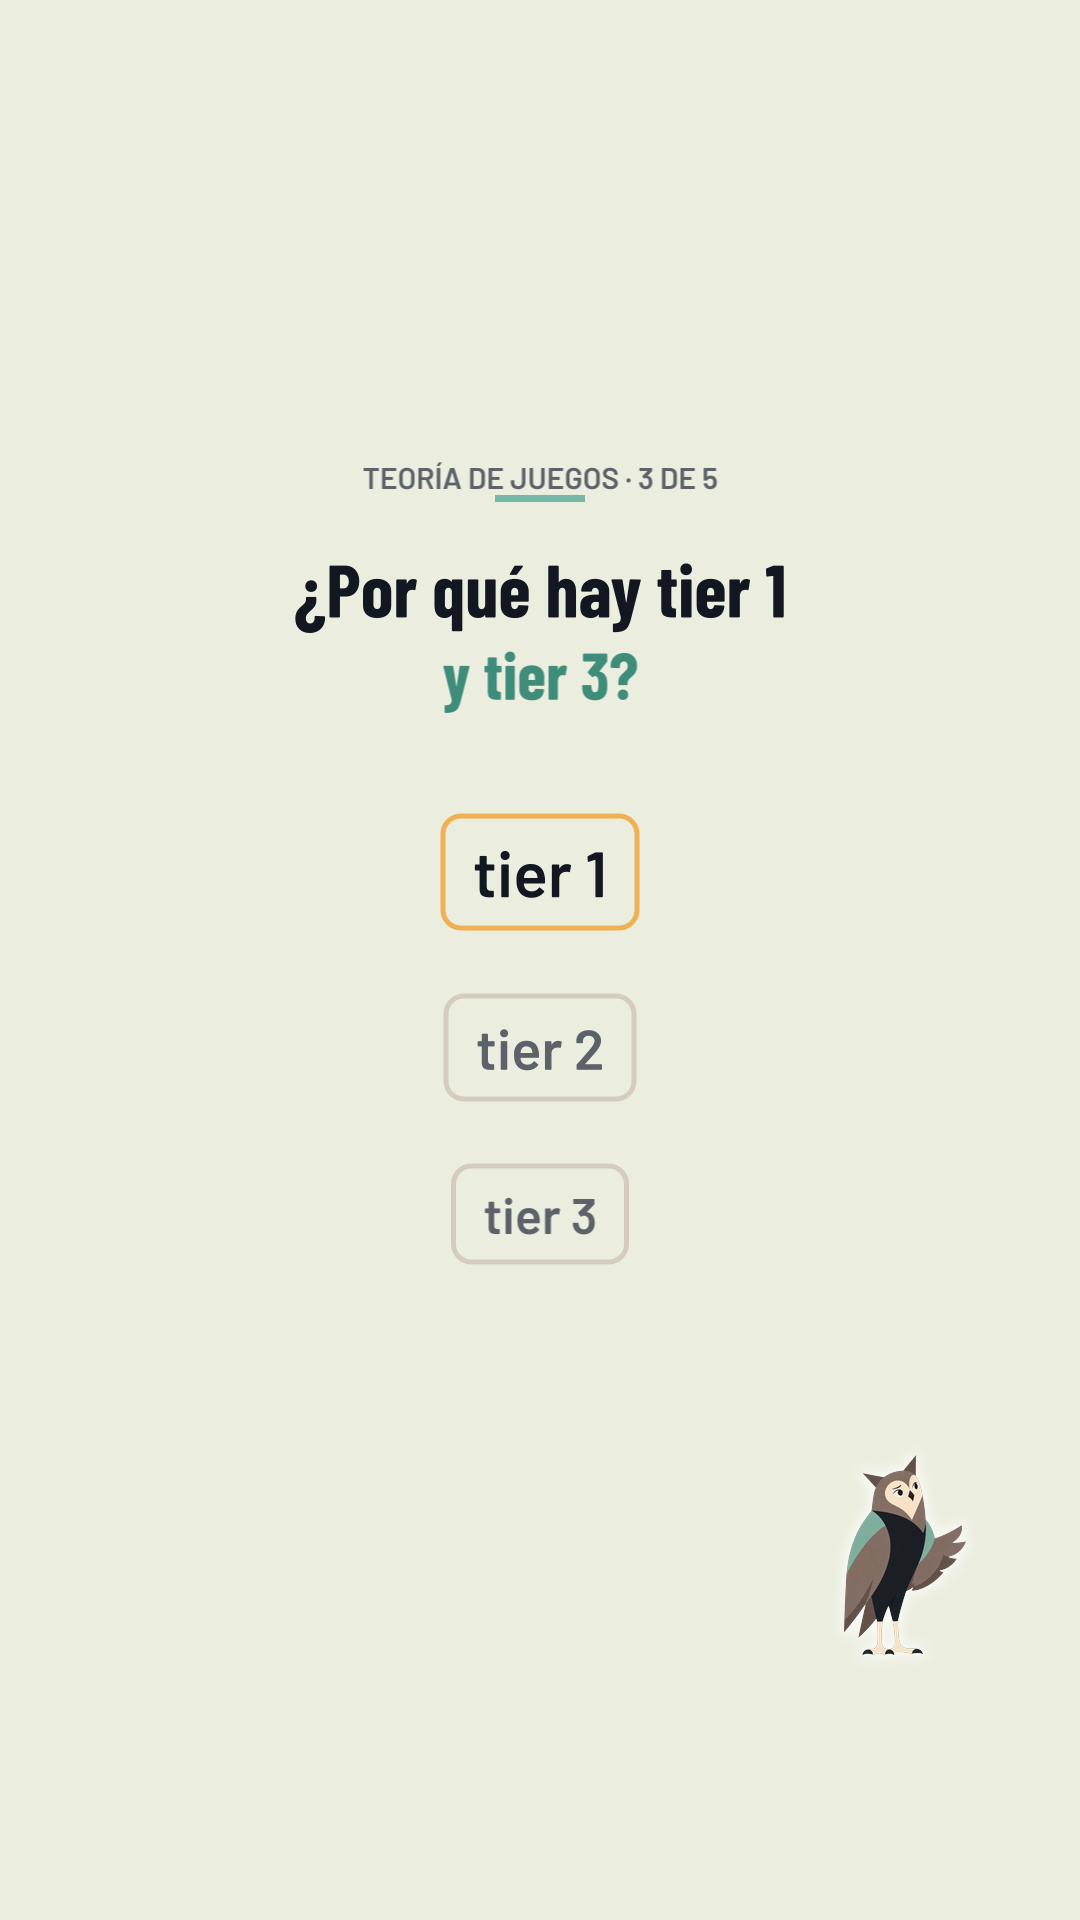 TEORÍA DE JUEGOS · 3 DE 5
¿Por qué hay tier 1
y tier 3?
tier 1
tier 2
tier 3